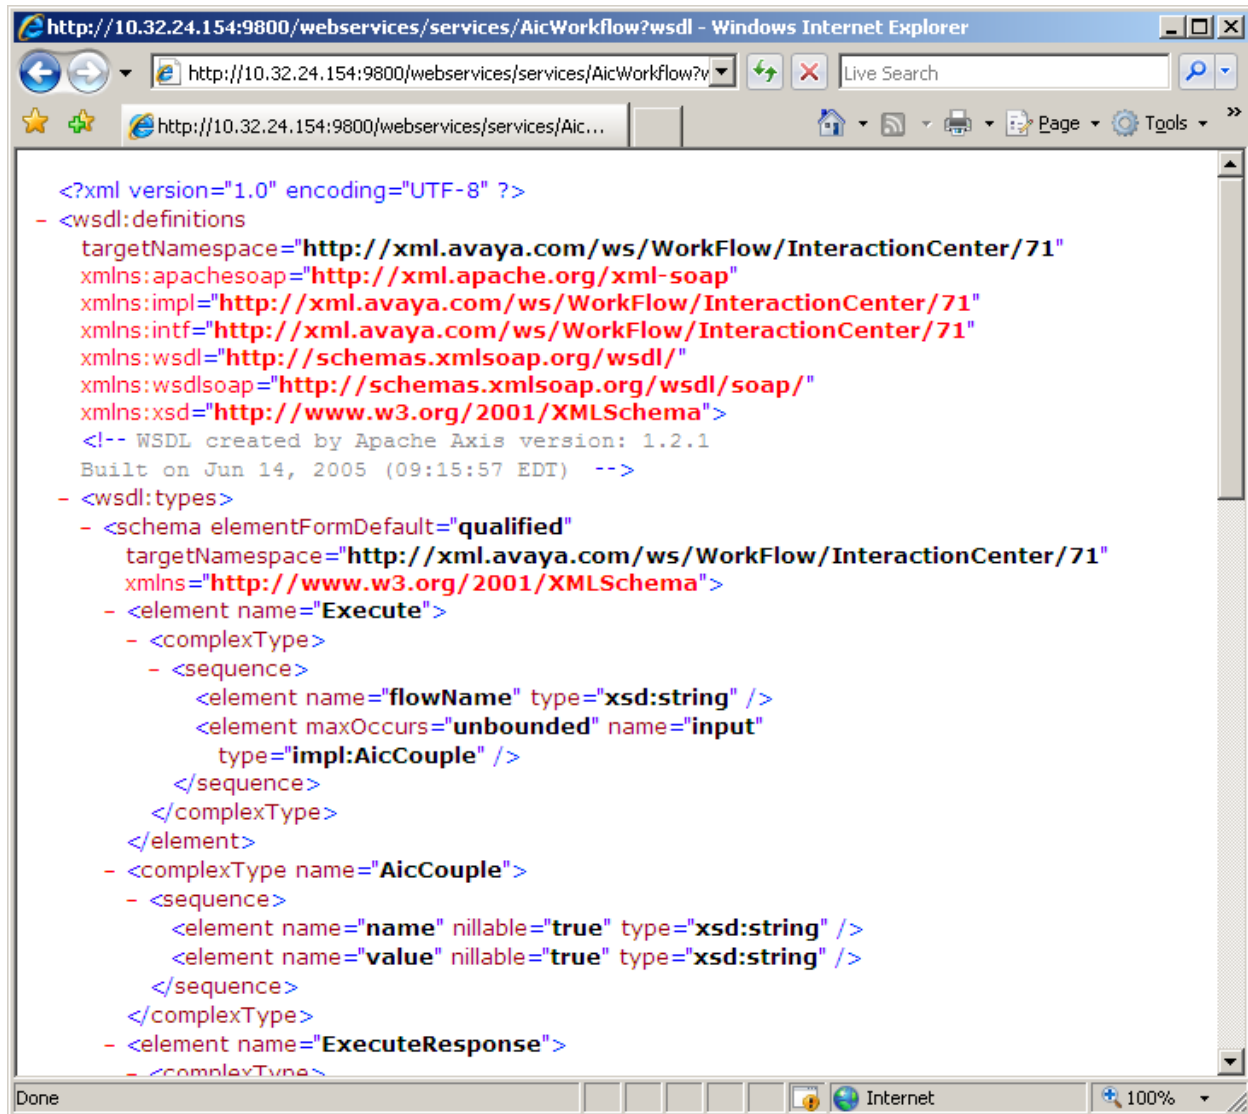 http://10.32.24.154:9800/webservices/services/AicWorkflow?wsdl - Windows Internet Explorer
http://10.32.24.154:9800/webservices/services/AicWorkflow?v
Live Search
http://10.32.24.154:9800/webservices/services/Aic...
Page
Tools
»
<?xml version="1.0" encoding="UTF-8" ?>
- <wsdl:definitions
targetNamespace="http://xml.avaya.com/ws/WorkFlow/InteractionCenter/71"
xmlns:apachesoap="http://xml.apache.org/xml-soap"
xmlns:impl="http://xml.avaya.com/ws/WorkFlow/InteractionCenter/71"
xmlns:intf="http://xml.avaya.com/ws/WorkFlow/InteractionCenter/71"
xmlns:wsdl="http://schemas.xmlsoap.org/wsdl/"
xmlns:wsdlsoap="http://schemas.xmlsoap.org/wsdl/soap/"
xmlns:xsd="http://www.w3.org/2001/XMLSchema">
<!-- WSDL created by Apache Axis version: 1.2.1
Built on Jun 14, 2005 (09:15:57 EDT) -->
- <wsdl:types>
- <schema elementFormDefault="qualified"
targetNamespace="http://xml.avaya.com/ws/WorkFlow/InteractionCenter/71"
xmlns="http://www.w3.org/2001/XMLSchema">
- <element name="Execute">
- <complexType>
- <sequence>
<element name="flowName" type="xsd:string" />
<element maxOccurs="unbounded" name="input"
type="impl:AicCouple" />
</sequence>
</complexType>
</element>
- <complexType name="AicCouple">
- <sequence>
<element name="name" nillable="true" type="xsd:string" />
<element name="value" nillable="true" type="xsd:string" />
</sequence>
</complexType>
- <element name="ExecuteResponse">
- <complexType>
Done
Internet
100%